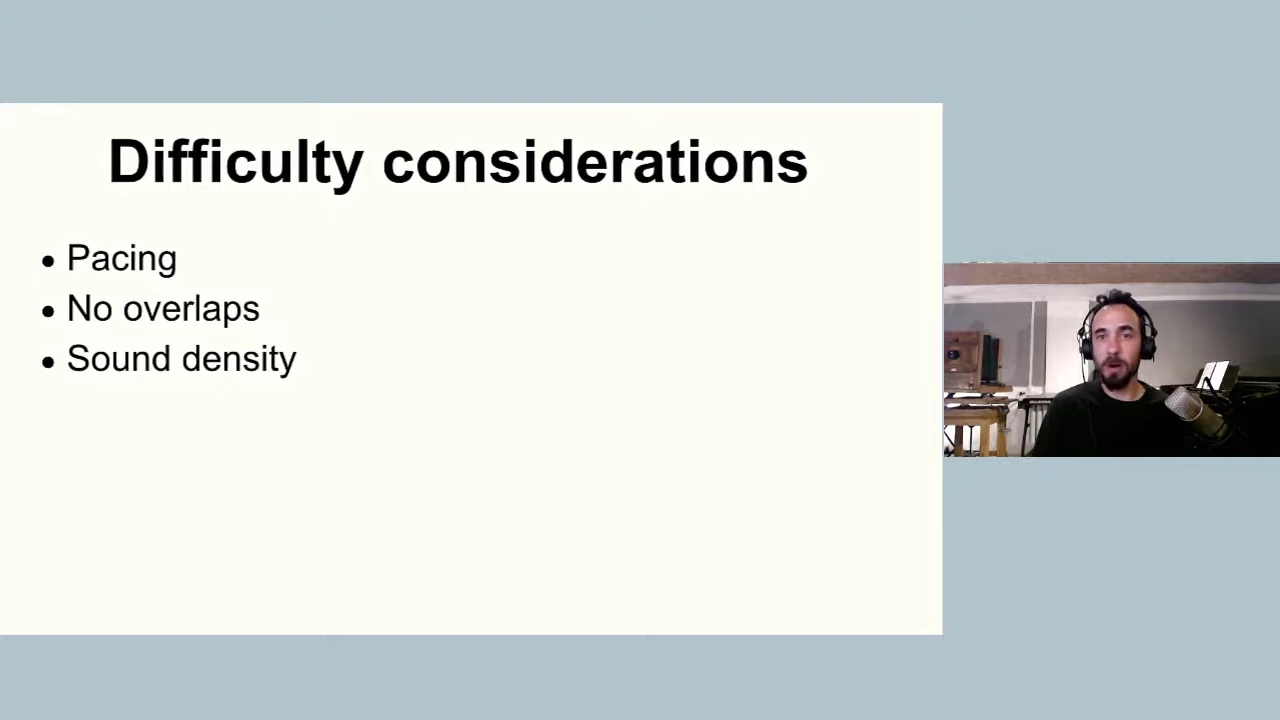 Difficulty considerations
• Pacing
• No overlaps
• Sound density